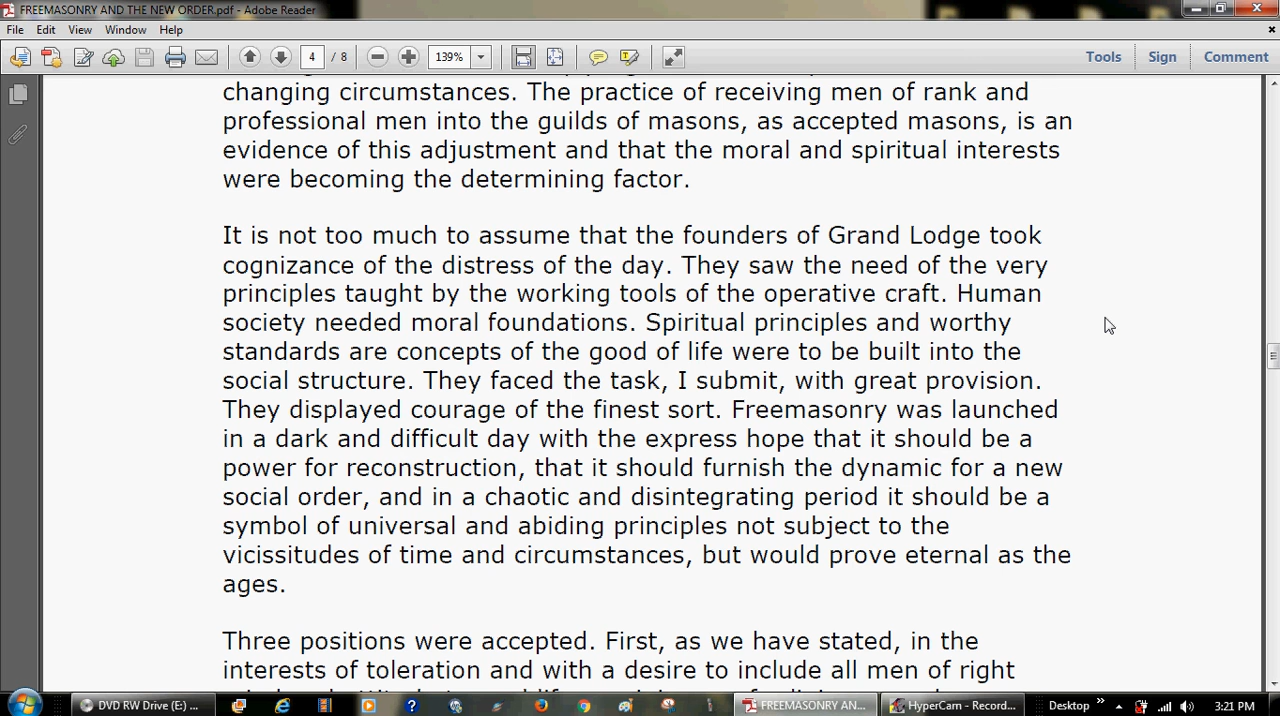 FREEMASONRY AND THE NEW ORDER.pdf - Adobe Reader
File Edit View Window Help
4 / 8 139% Tools Sign Comment
changing circumstances. The practice of receiving men of rank and
professional men into the guilds of masons, as accepted masons, is an
evidence of this adjustment and that the moral and spiritual interests
were becoming the determining factor.
It is not too much to assume that the founders of Grand Lodge took
cognizance of the distress of the day. They saw the need of the very
principles taught by the working tools of the operative craft. Human
society needed moral foundations. Spiritual principles and worthy
standards are concepts of the good of life were to be built into the
social structure. They faced the task, I submit, with great provision.
They displayed courage of the finest sort. Freemasonry was launched
in a dark and difficult day with the express hope that it should be a
power for reconstruction, that it should furnish the dynamic for a new
social order, and in a chaotic and disintegrating period it should be a
symbol of universal and abiding principles not subject to the
vicissitudes of time and circumstances, but would prove eternal as the
ages.
Three positions were accepted. First, as we have stated, in the
interests of toleration and with a desire to include all men of right
DVD RW Drive (E:) ... FREEMASONRY AN... HyperCam - Record... Desktop 3:21 PM